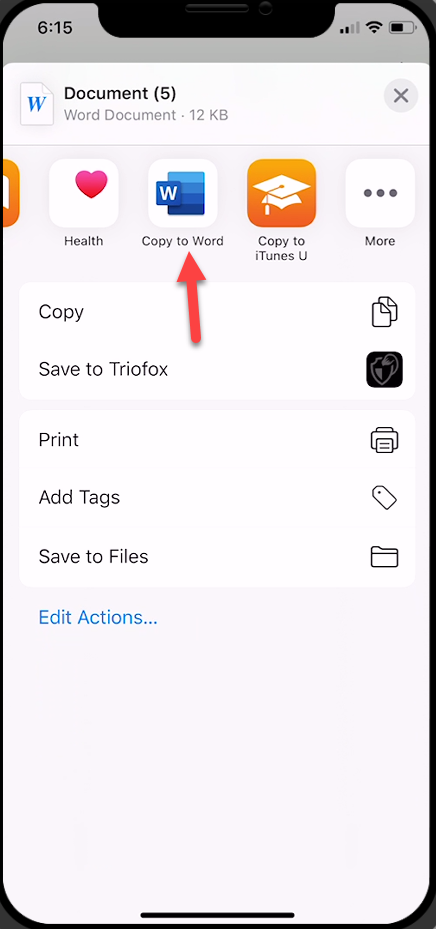 6:15
W
Document (5)
Word Document · 12 KB
W
Health
Copy to Word
Copy to
iTunes U
More
Copy
Save to Triofox
Print
Add Tags
Save to Files
Edit Actions...